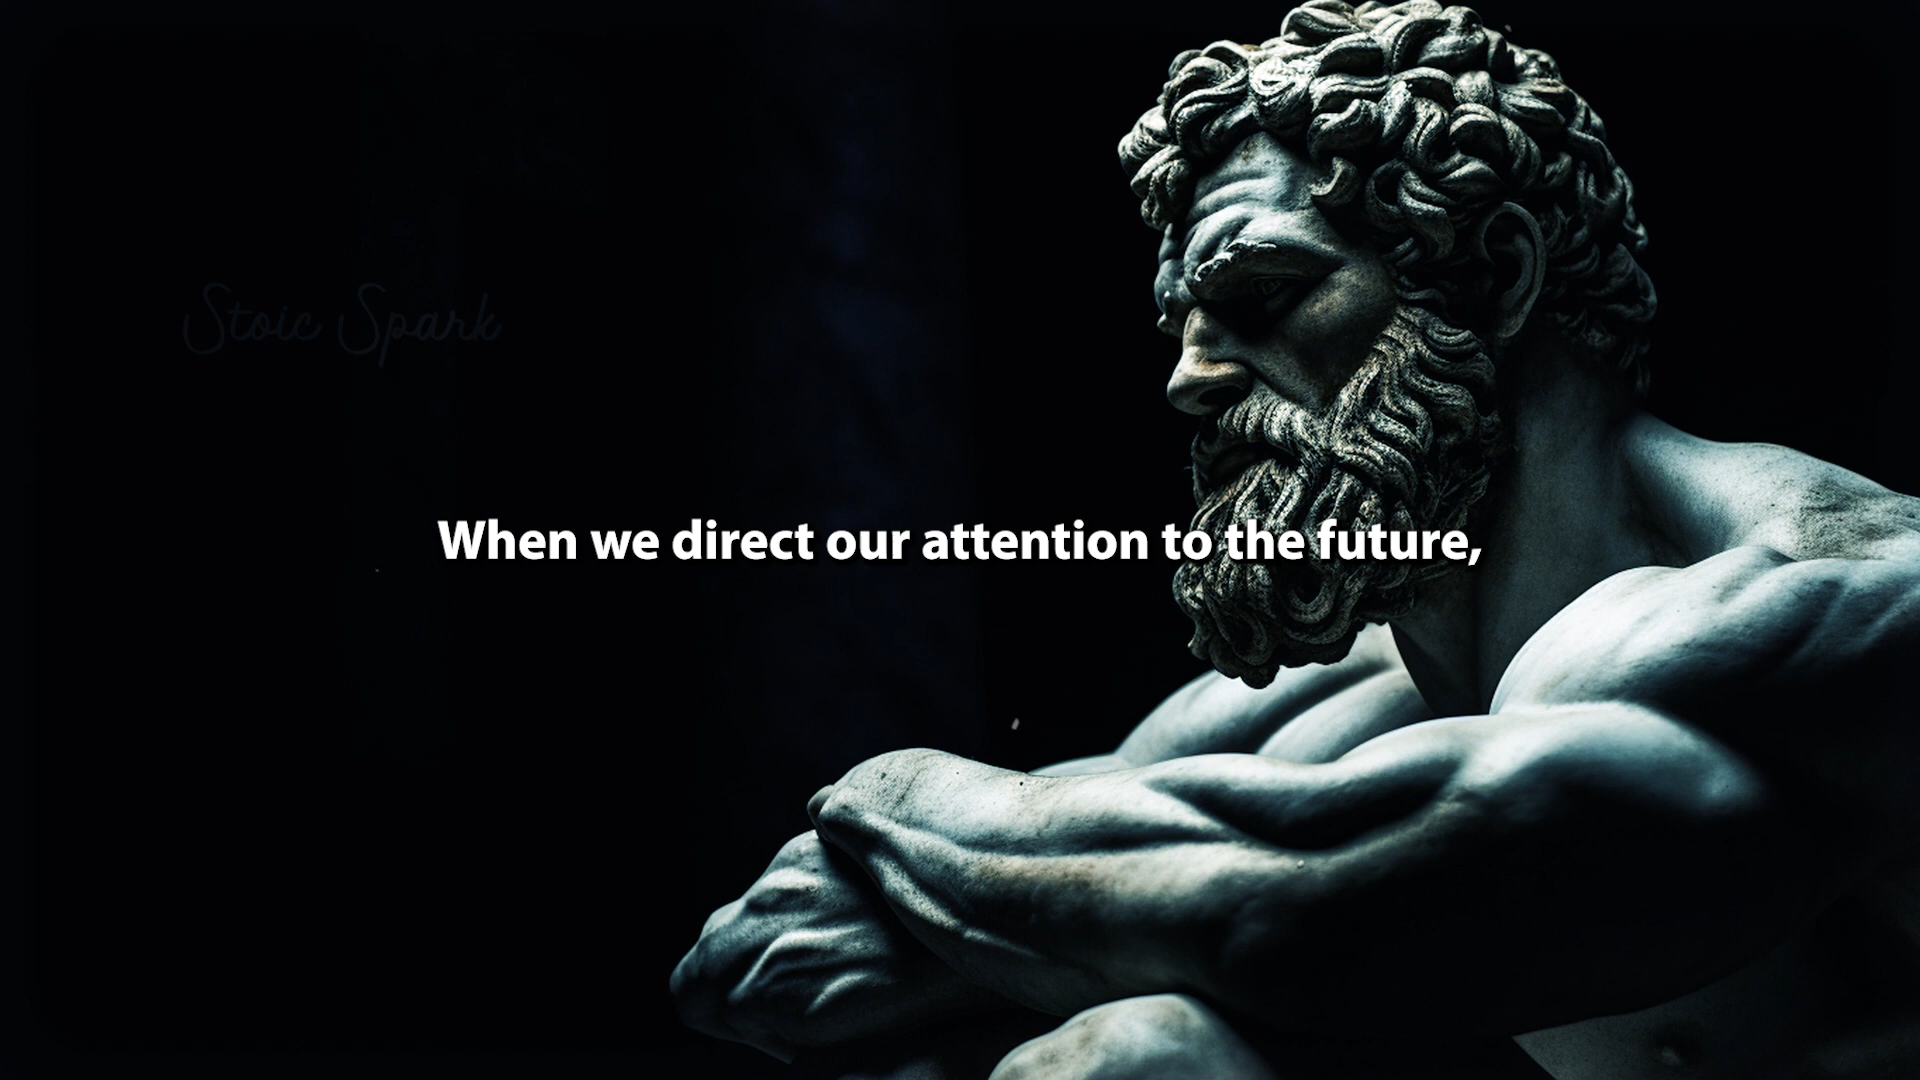 Stoic Spark
When we direct our attention to the future,